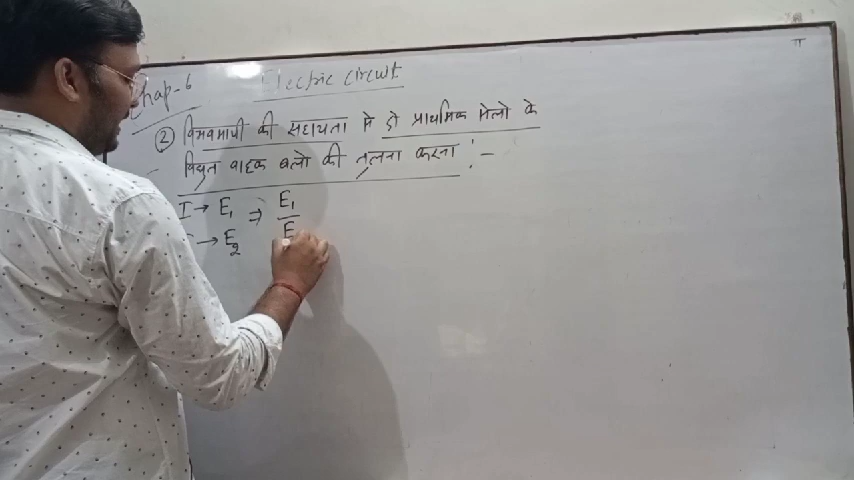 Chap-6 Electric circuit
② विभवमापी की सहायता से दो प्राथमिक सेलो के
विद्युत वाहक बलो की तुलना करना :-
I → E₁ ⇒ E₁
→ E₂ E